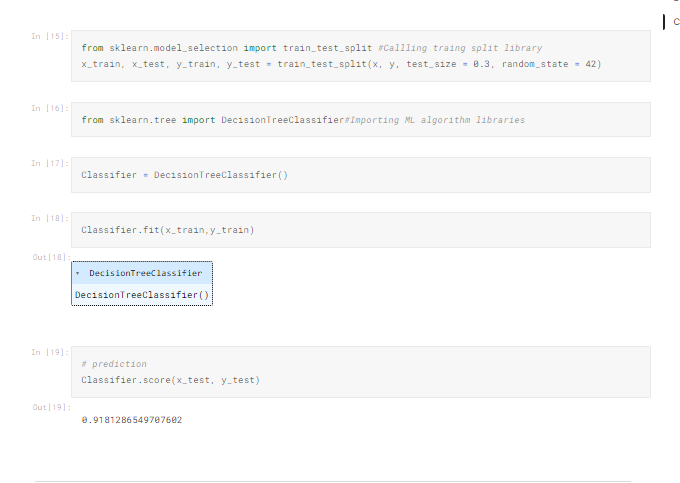 C
In [15]:
from sklearn.model_selection import train_test_split #Callling traing split library
x_train, x_test, y_train, y_test = train_test_split(x, y, test_size = 0.3, random_state = 42)
In [16]:
from sklearn.tree import DecisionTreeClassifier#Importing ML algorithm libraries
In [17]:
Classifier = DecisionTreeClassifier()
In [18]:
Classifier.fit(x_train,y_train)
Out[18]:
▾ DecisionTreeClassifier
DecisionTreeClassifier()
In [19]:
# prediction
Classifier.score(x_test, y_test)
Out[19]:
0.9181286549707602